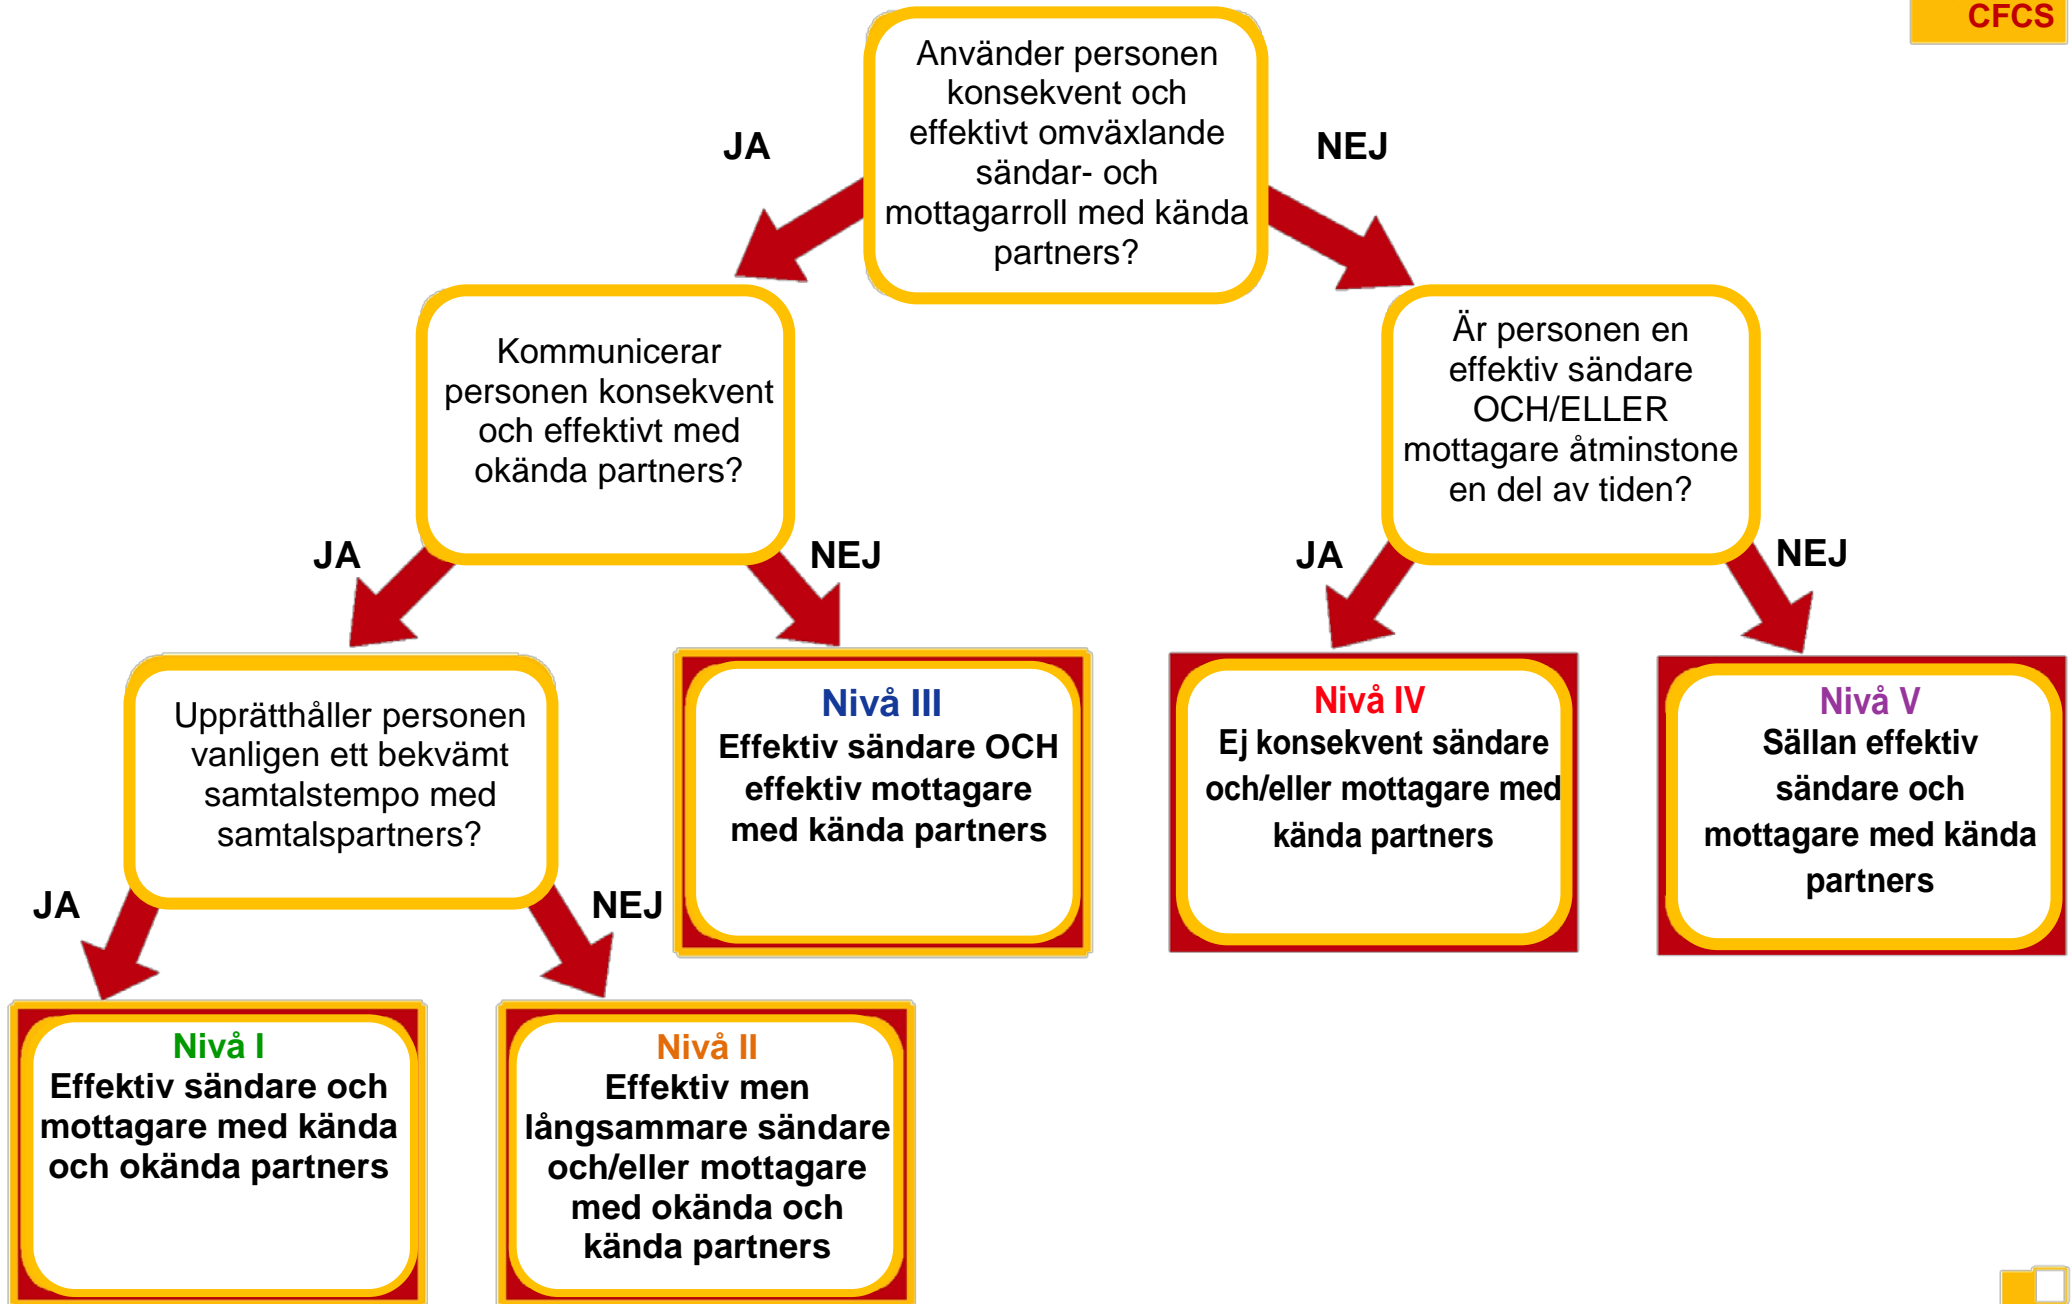 CFCS
Använder personen
konsekvent och
effektivt omväxlande
sändar- och
mottagarroll med kända
partners?
JA
NEJ
Kommunicerar
personen konsekvent
och effektivt med
okända partners?
Är personen en
effektiv sändare
OCH/ELLER
mottagare åtminstone
en del av tiden?
JA
NEJ
JA
NEJ
Upprätthåller personen
vanligen ett bekvämt
samtalstempo med
samtalspartners?
Nivå III
Effektiv sändare OCH
effektiv mottagare
med kända partners
Nivå IV
Ej konsekvent sändare
och/eller mottagare med
kända partners
Nivå V
Sällan effektiv
sändare och
mottagare med kända
partners
JA
NEJ
Nivå I
Effektiv sändare och
mottagare med kända
och okända partners
Nivå II
Effektiv men
långsammare sändare
och/eller mottagare
med okända och
kända partners